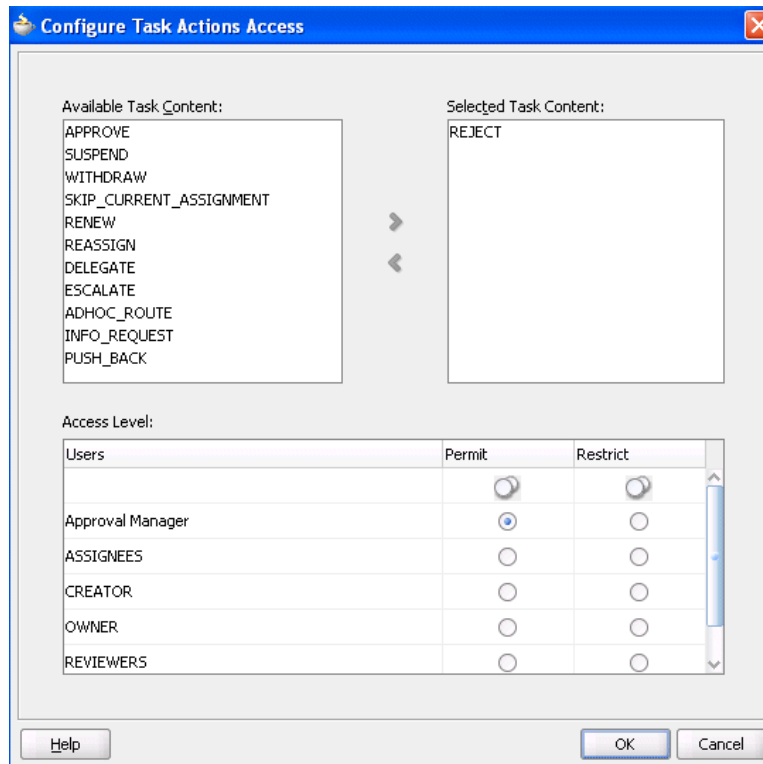 Configure Task Actions Access
Available Task Content:
APPROVE
SUSPEND
WITHDRAW
SKIP_CURRENT_ASSIGNMENT
RENEW
REASSIGN
DELEGATE
ESCALATE
ADHOC_ROUTE
INFO_REQUEST
PUSH_BACK
Selected Task Content:
REJECT
Access Level:
Users Permit Restrict
Approval Manager
ASSIGNEES
CREATOR
OWNER
REVIEWERS
Help OK Cancel